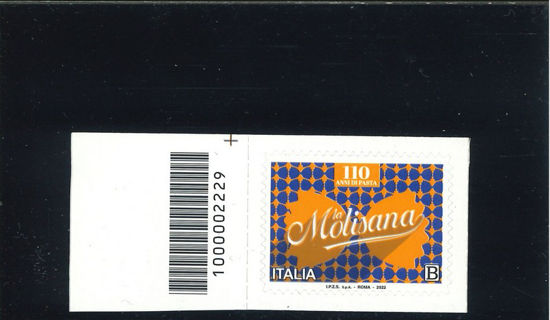 1000002229
110
ANNI DI PASTA
la
Molisana
ITALIA B
I.P.Z.S. s.p.a. - ROMA - 2022